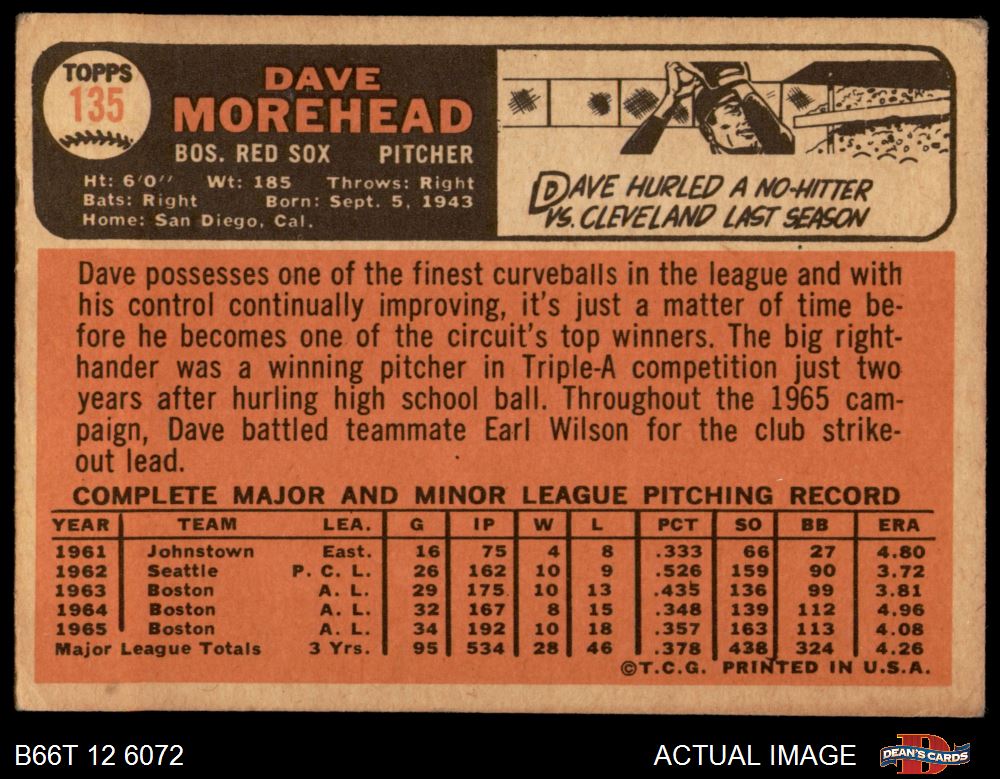 TOPPS
135
DAVE
MOREHEAD
BOS. RED SOX PITCHER
Ht: 6'0" Wt: 185 Throws: Right
Bats: Right Born: Sept. 5, 1943
Home: San Diego, Cal.
DAVE HURLED A NO-HITTER
VS. CLEVELAND LAST SEASON
Dave possesses one of the finest curveballs in the league and with
his control continually improving, it's just a matter of time be-
fore he becomes one of the circuit's top winners. The big right-
hander was a winning pitcher in Triple-A competition just two
years after hurling high school ball. Throughout the 1965 cam-
paign, Dave battled teammate Earl Wilson for the club strike-
out lead.
COMPLETE MAJOR AND MINOR LEAGUE PITCHING RECORD
YEAR TEAM LEA. G IP W L PCT SO BB ERA
1961 Johnstown East. 16 75 4 8 .333 66 27 4.80
1962 Seattle P. C. L. 26 162 10 9 .526 159 90 3.72
1963 Boston A. L. 29 175 10 13 .435 136 99 3.81
1964 Boston A. L. 32 167 8 15 .348 139 112 4.96
1965 Boston A. L. 34 192 10 18 .357 163 113 4.08
Major League Totals 3 Yrs. 95 534 28 46 .378 438 324 4.26
©T.C.G. PRINTED IN U.S.A.
B66T 12 6072 ACTUAL IMAGE DEAN'S CARDS